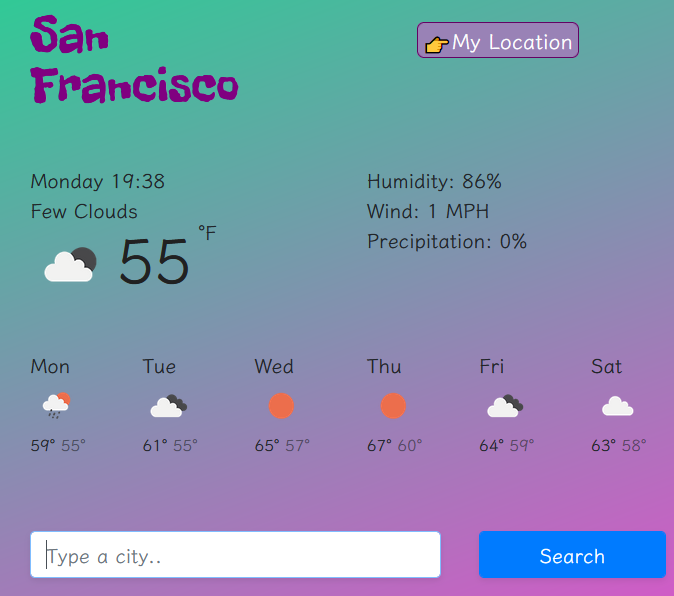 San
Francisco
👉My Location
Monday 19:38
Few Clouds
55 °F
Humidity: 86%
Wind: 1 MPH
Precipitation: 0%
Mon Tue Wed Thu Fri Sat
59° 55° 61° 55° 65° 57° 67° 60° 64° 59° 63° 58°
Type a city..
Search